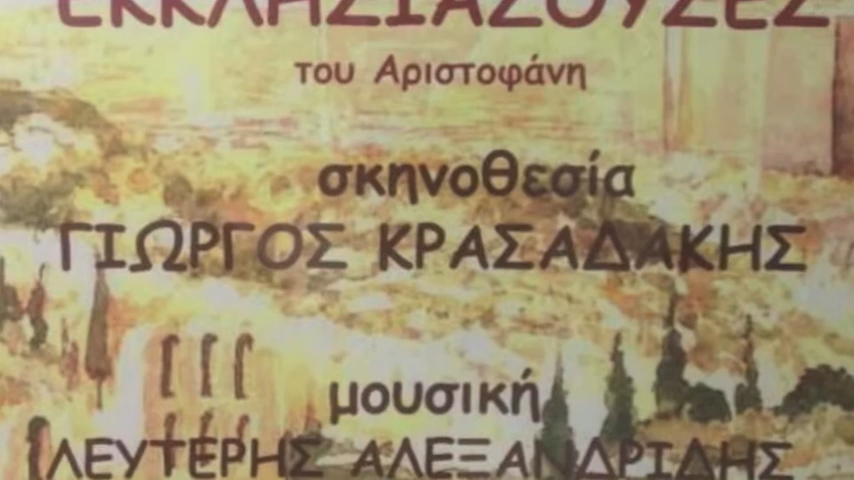 ΕΚΚΛΗΣΙΑΖΟΥΣΕΣ
του Αριστοφάνη
σκηνοθεσία
ΓΙΩΡΓΟΣ ΚΡΑΣΑΔΑΚΗΣ
μουσική
ΛΕΥΤΕΡΗΣ ΑΛΕΞΑΝΔΡΙΔΗΣ